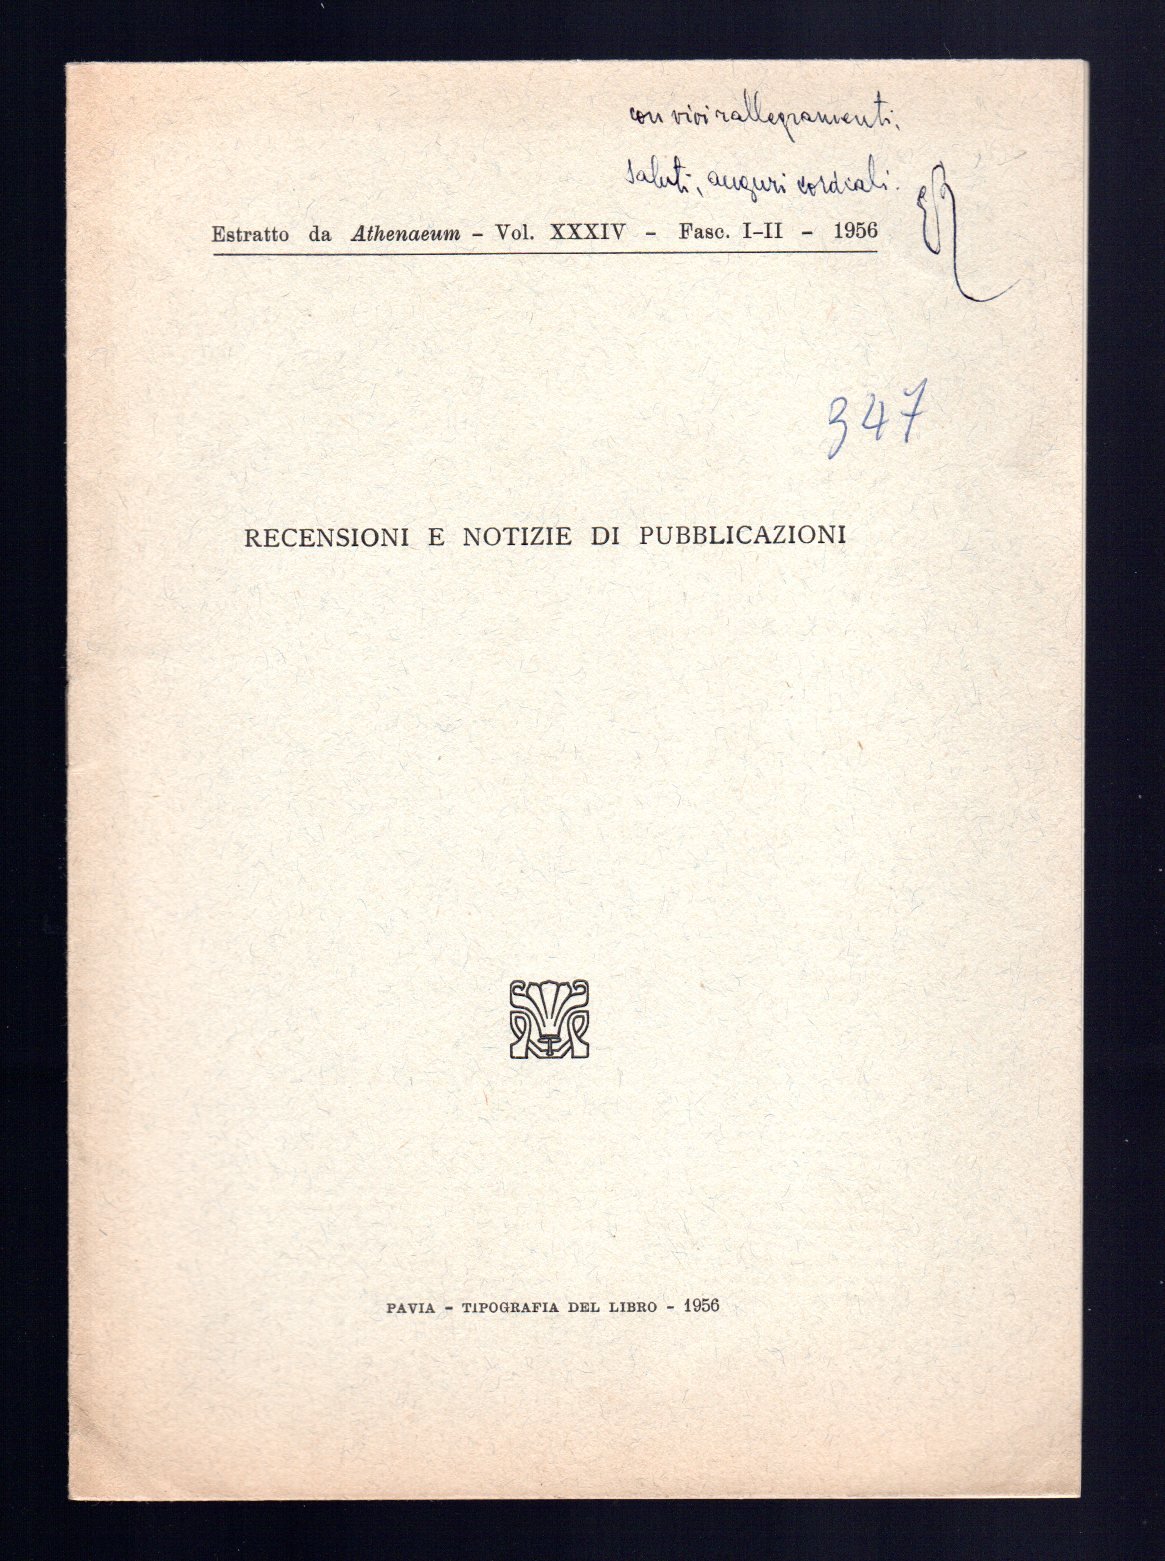 con vivi rallegramenti,
saluti, auguri cordiali.
Estratto da Athenaeum – Vol. XXXIV – Fasc. I–II – 1956
347
RECENSIONI E NOTIZIE DI PUBBLICAZIONI
PAVIA – TIPOGRAFIA DEL LIBRO – 1956